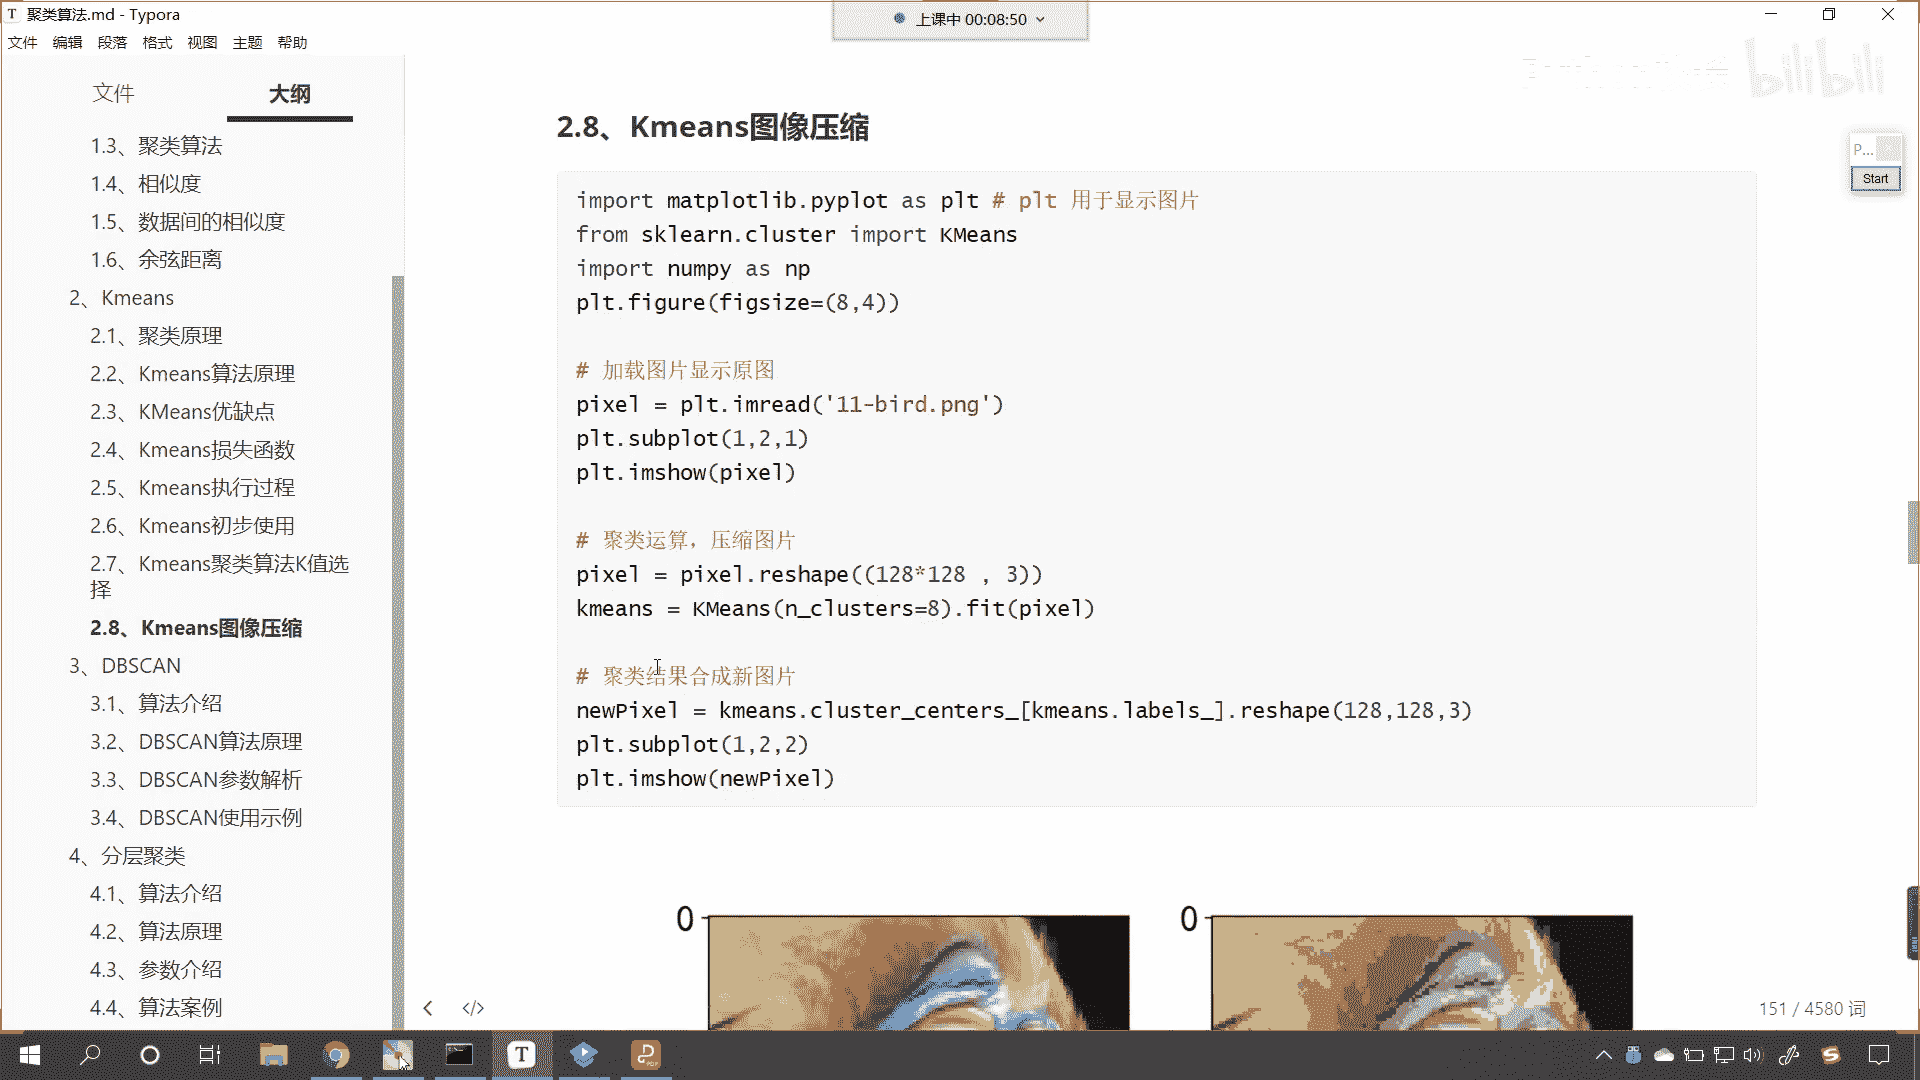 聚类算法.md - Typora
上课中 00:08:50
文件 编辑 段落 格式 视图 主题 帮助
bilibili
文件 大纲
1.3、聚类算法
1.4、相似度
1.5、数据间的相似度
1.6、余弦距离
2、Kmeans
2.1、聚类原理
2.2、Kmeans算法原理
2.3、KMeans优缺点
2.4、Kmeans损失函数
2.5、Kmeans执行过程
2.6、Kmeans初步使用
2.7、Kmeans聚类算法K值选
择
2.8、Kmeans图像压缩
3、DBSCAN
3.1、算法介绍
3.2、DBSCAN算法原理
3.3、DBSCAN参数解析
3.4、DBSCAN使用示例
4、分层聚类
4.1、算法介绍
4.2、算法原理
4.3、参数介绍
4.4、算法案例
2.8、Kmeans图像压缩
import matplotlib.pyplot as plt # plt 用于显示图片
from sklearn.cluster import KMeans
import numpy as np
plt.figure(figsize=(8,4))
# 加载图片显示原图
pixel = plt.imread('11-bird.png')
plt.subplot(1,2,1)
plt.imshow(pixel)
# 聚类运算，压缩图片
pixel = pixel.reshape((128*128 , 3))
kmeans = KMeans(n_clusters=8).fit(pixel)
# 聚类结果合成新图片
newPixel = kmeans.cluster_centers_[kmeans.labels_].reshape(128,128,3)
plt.subplot(1,2,2)
plt.imshow(newPixel)
0
0
P...
Start
151 / 4580 词